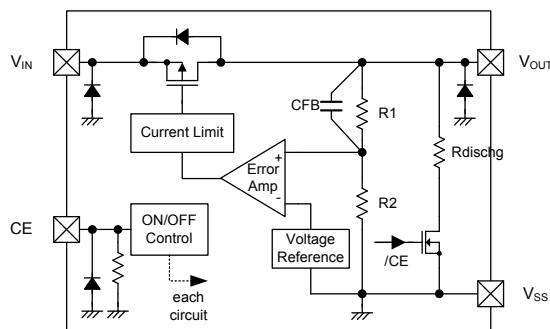 VIN
VOUT
CFB
R1
Current Limit
Rdischg
+
Error
Amp
-
R2
CE
ON/OFF
Control
Voltage
Reference
/CE
each
circuit
VSS